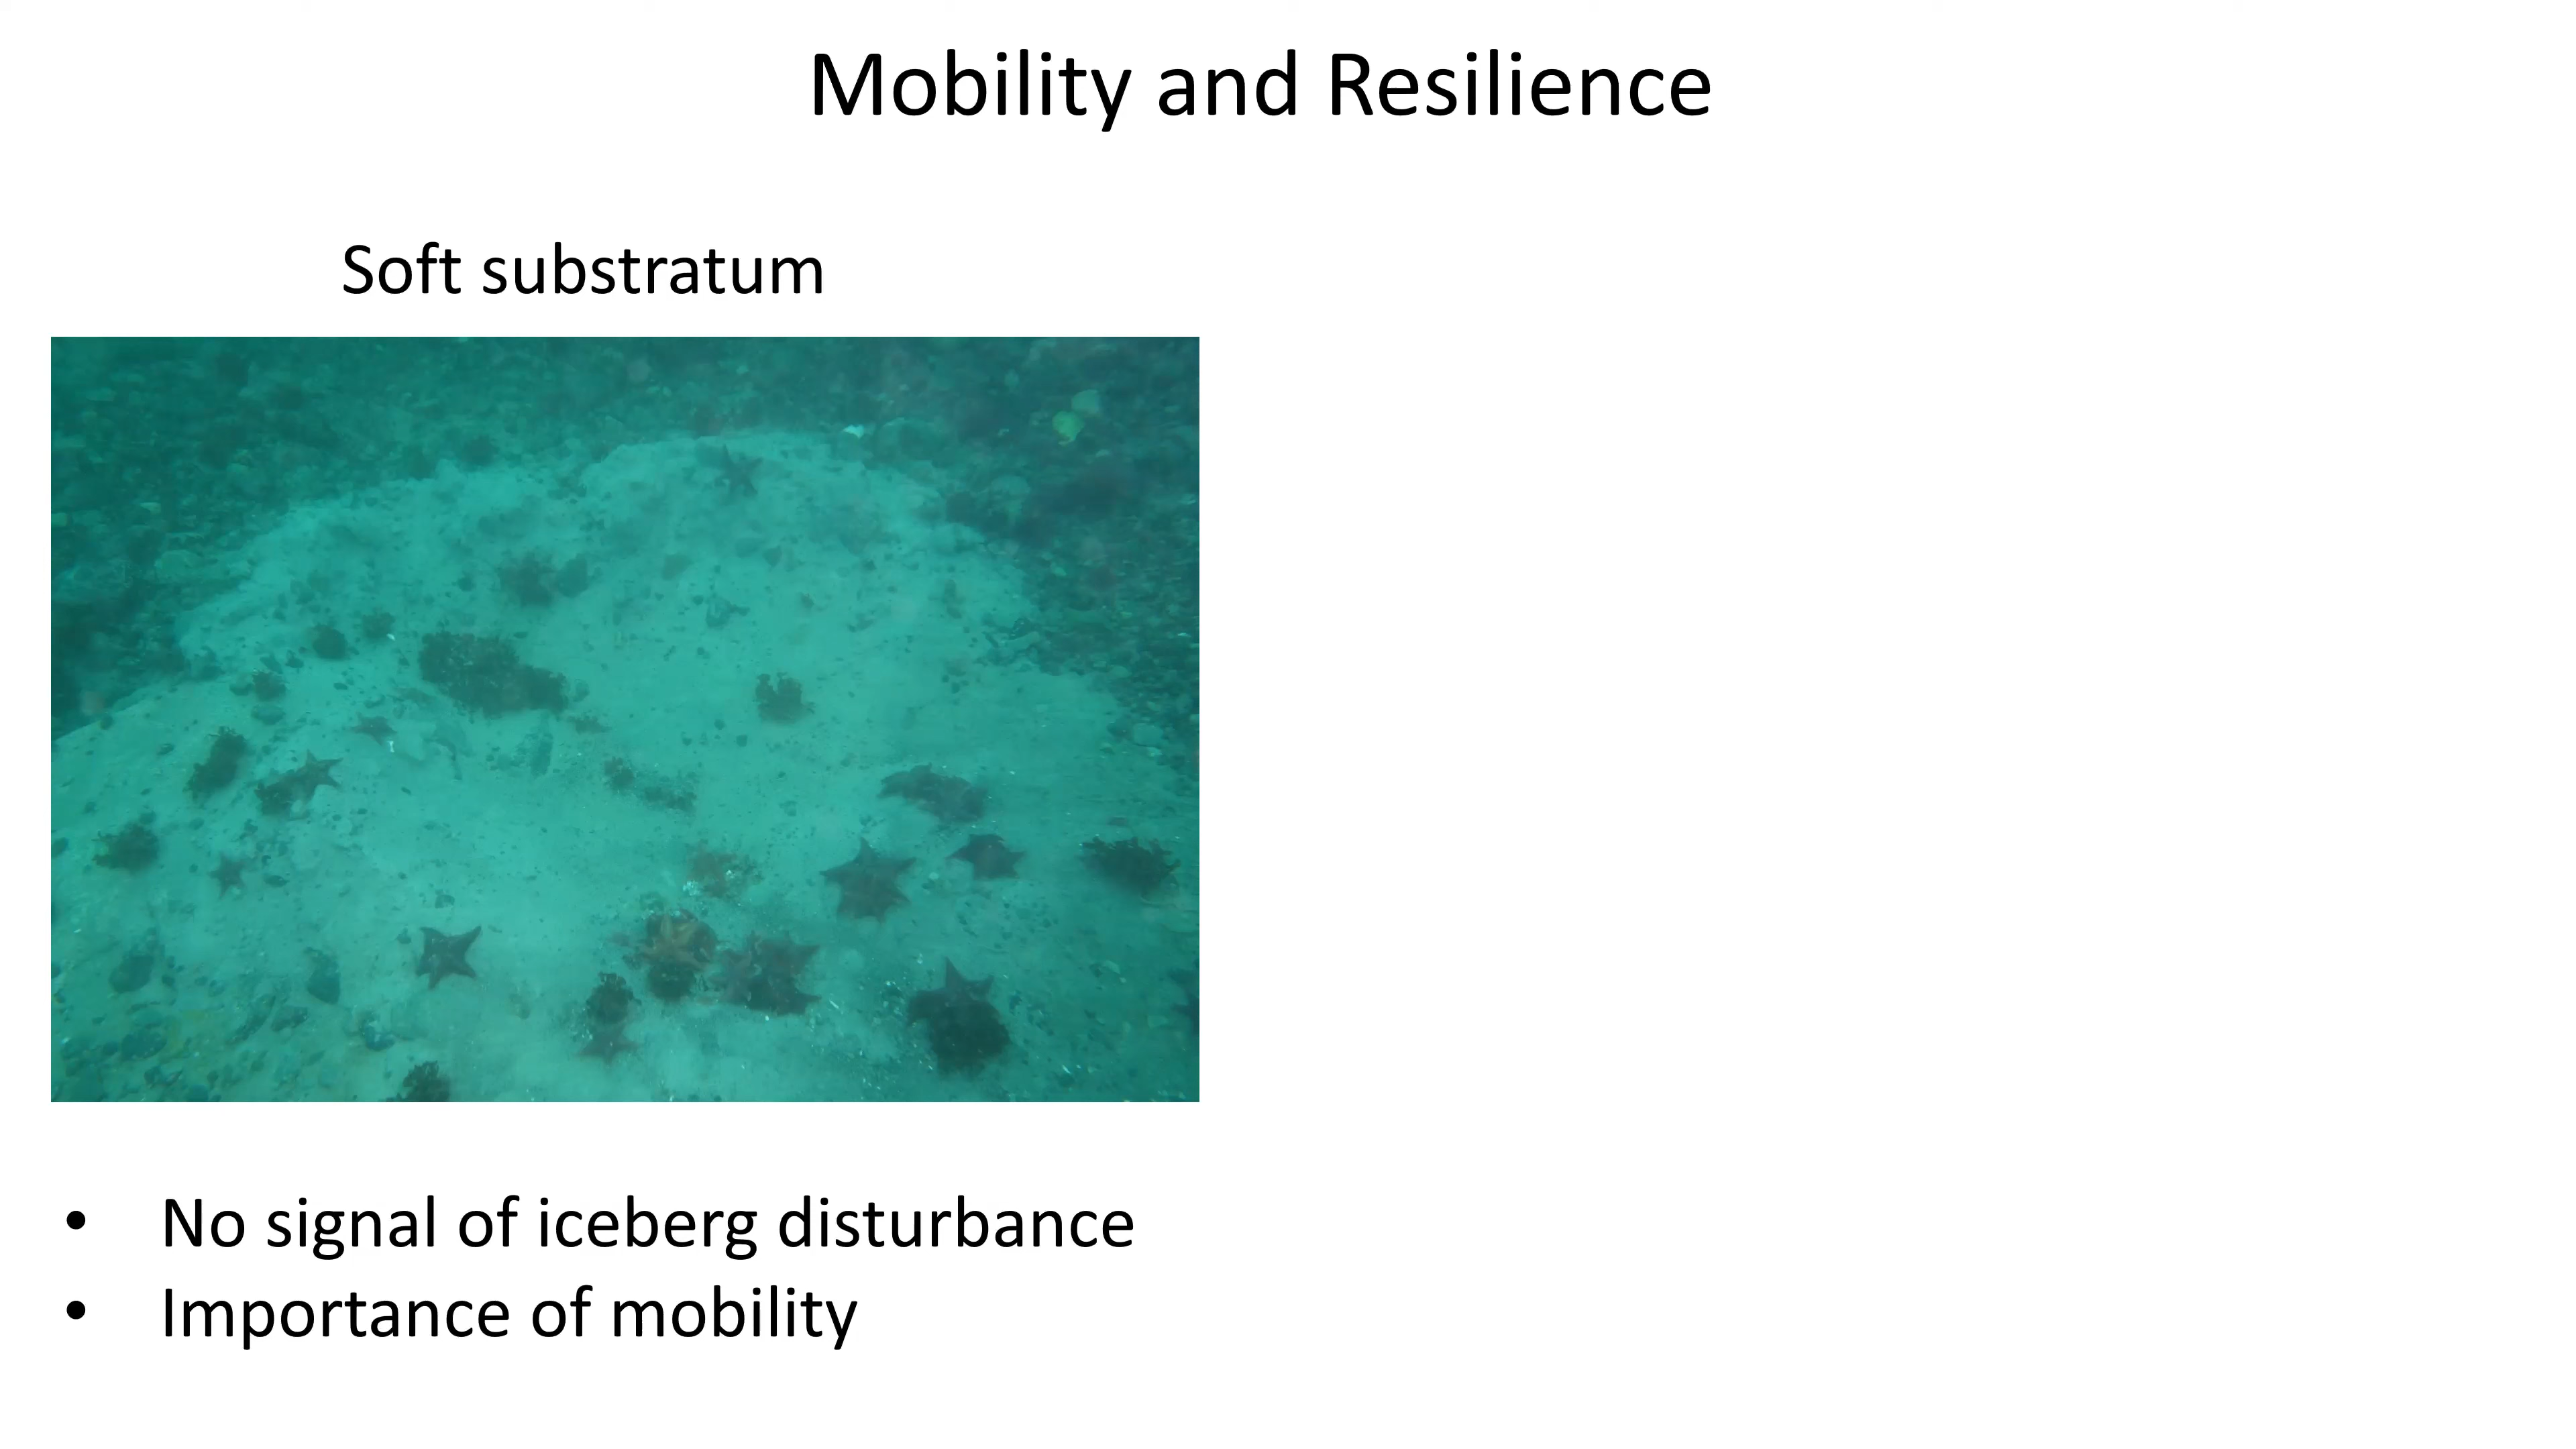 Mobility and Resilience
Soft substratum
• No signal of iceberg disturbance
• Importance of mobility